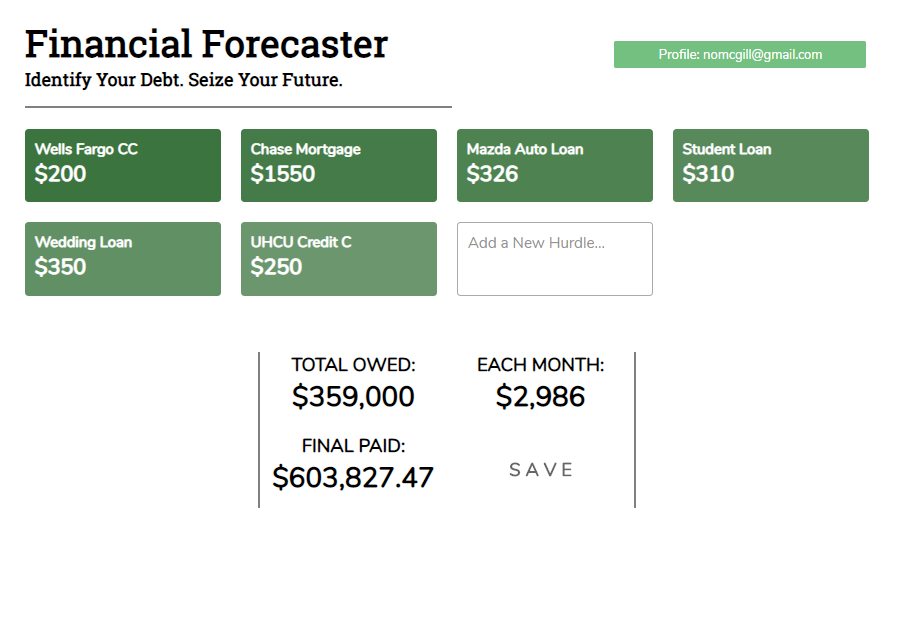 Financial Forecaster
Identify Your Debt. Seize Your Future.
Profile: nomcgill@gmail.com
Wells Fargo CC
$200
Chase Mortgage
$1550
Mazda Auto Loan
$326
Student Loan
$310
Wedding Loan
$350
UHCU Credit C
$250
Add a New Hurdle...
TOTAL OWED:
$359,000
EACH MONTH:
$2,986
FINAL PAID:
$603,827.47
SAVE